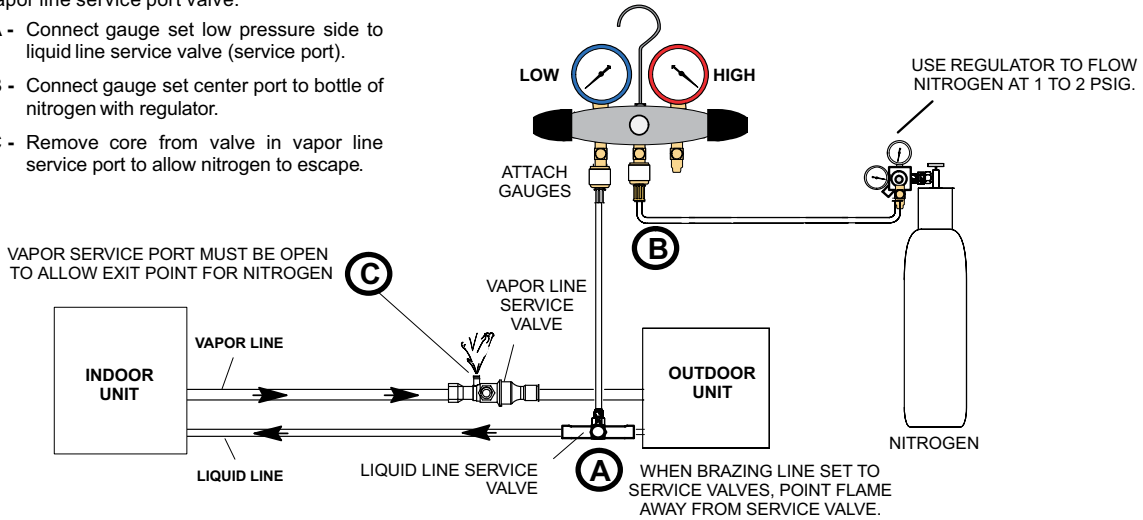 vapor line service port valve.
A - Connect gauge set low pressure side to
liquid line service valve (service port).
B - Connect gauge set center port to bottle of
nitrogen with regulator.
C - Remove core from valve in vapor line
service port to allow nitrogen to escape.
LOW
HIGH
USE REGULATOR TO FLOW
NITROGEN AT 1 TO 2 PSIG.
ATTACH
GAUGES
B
VAPOR SERVICE PORT MUST BE OPEN
TO ALLOW EXIT POINT FOR NITROGEN
C
VAPOR LINE
SERVICE
VALVE
VAPOR LINE
INDOOR
UNIT
OUTDOOR
UNIT
NITROGEN
LIQUID LINE
LIQUID LINE SERVICE
VALVE
A
WHEN BRAZING LINE SET TO
SERVICE VALVES, POINT FLAME
AWAY FROM SERVICE VALVE.